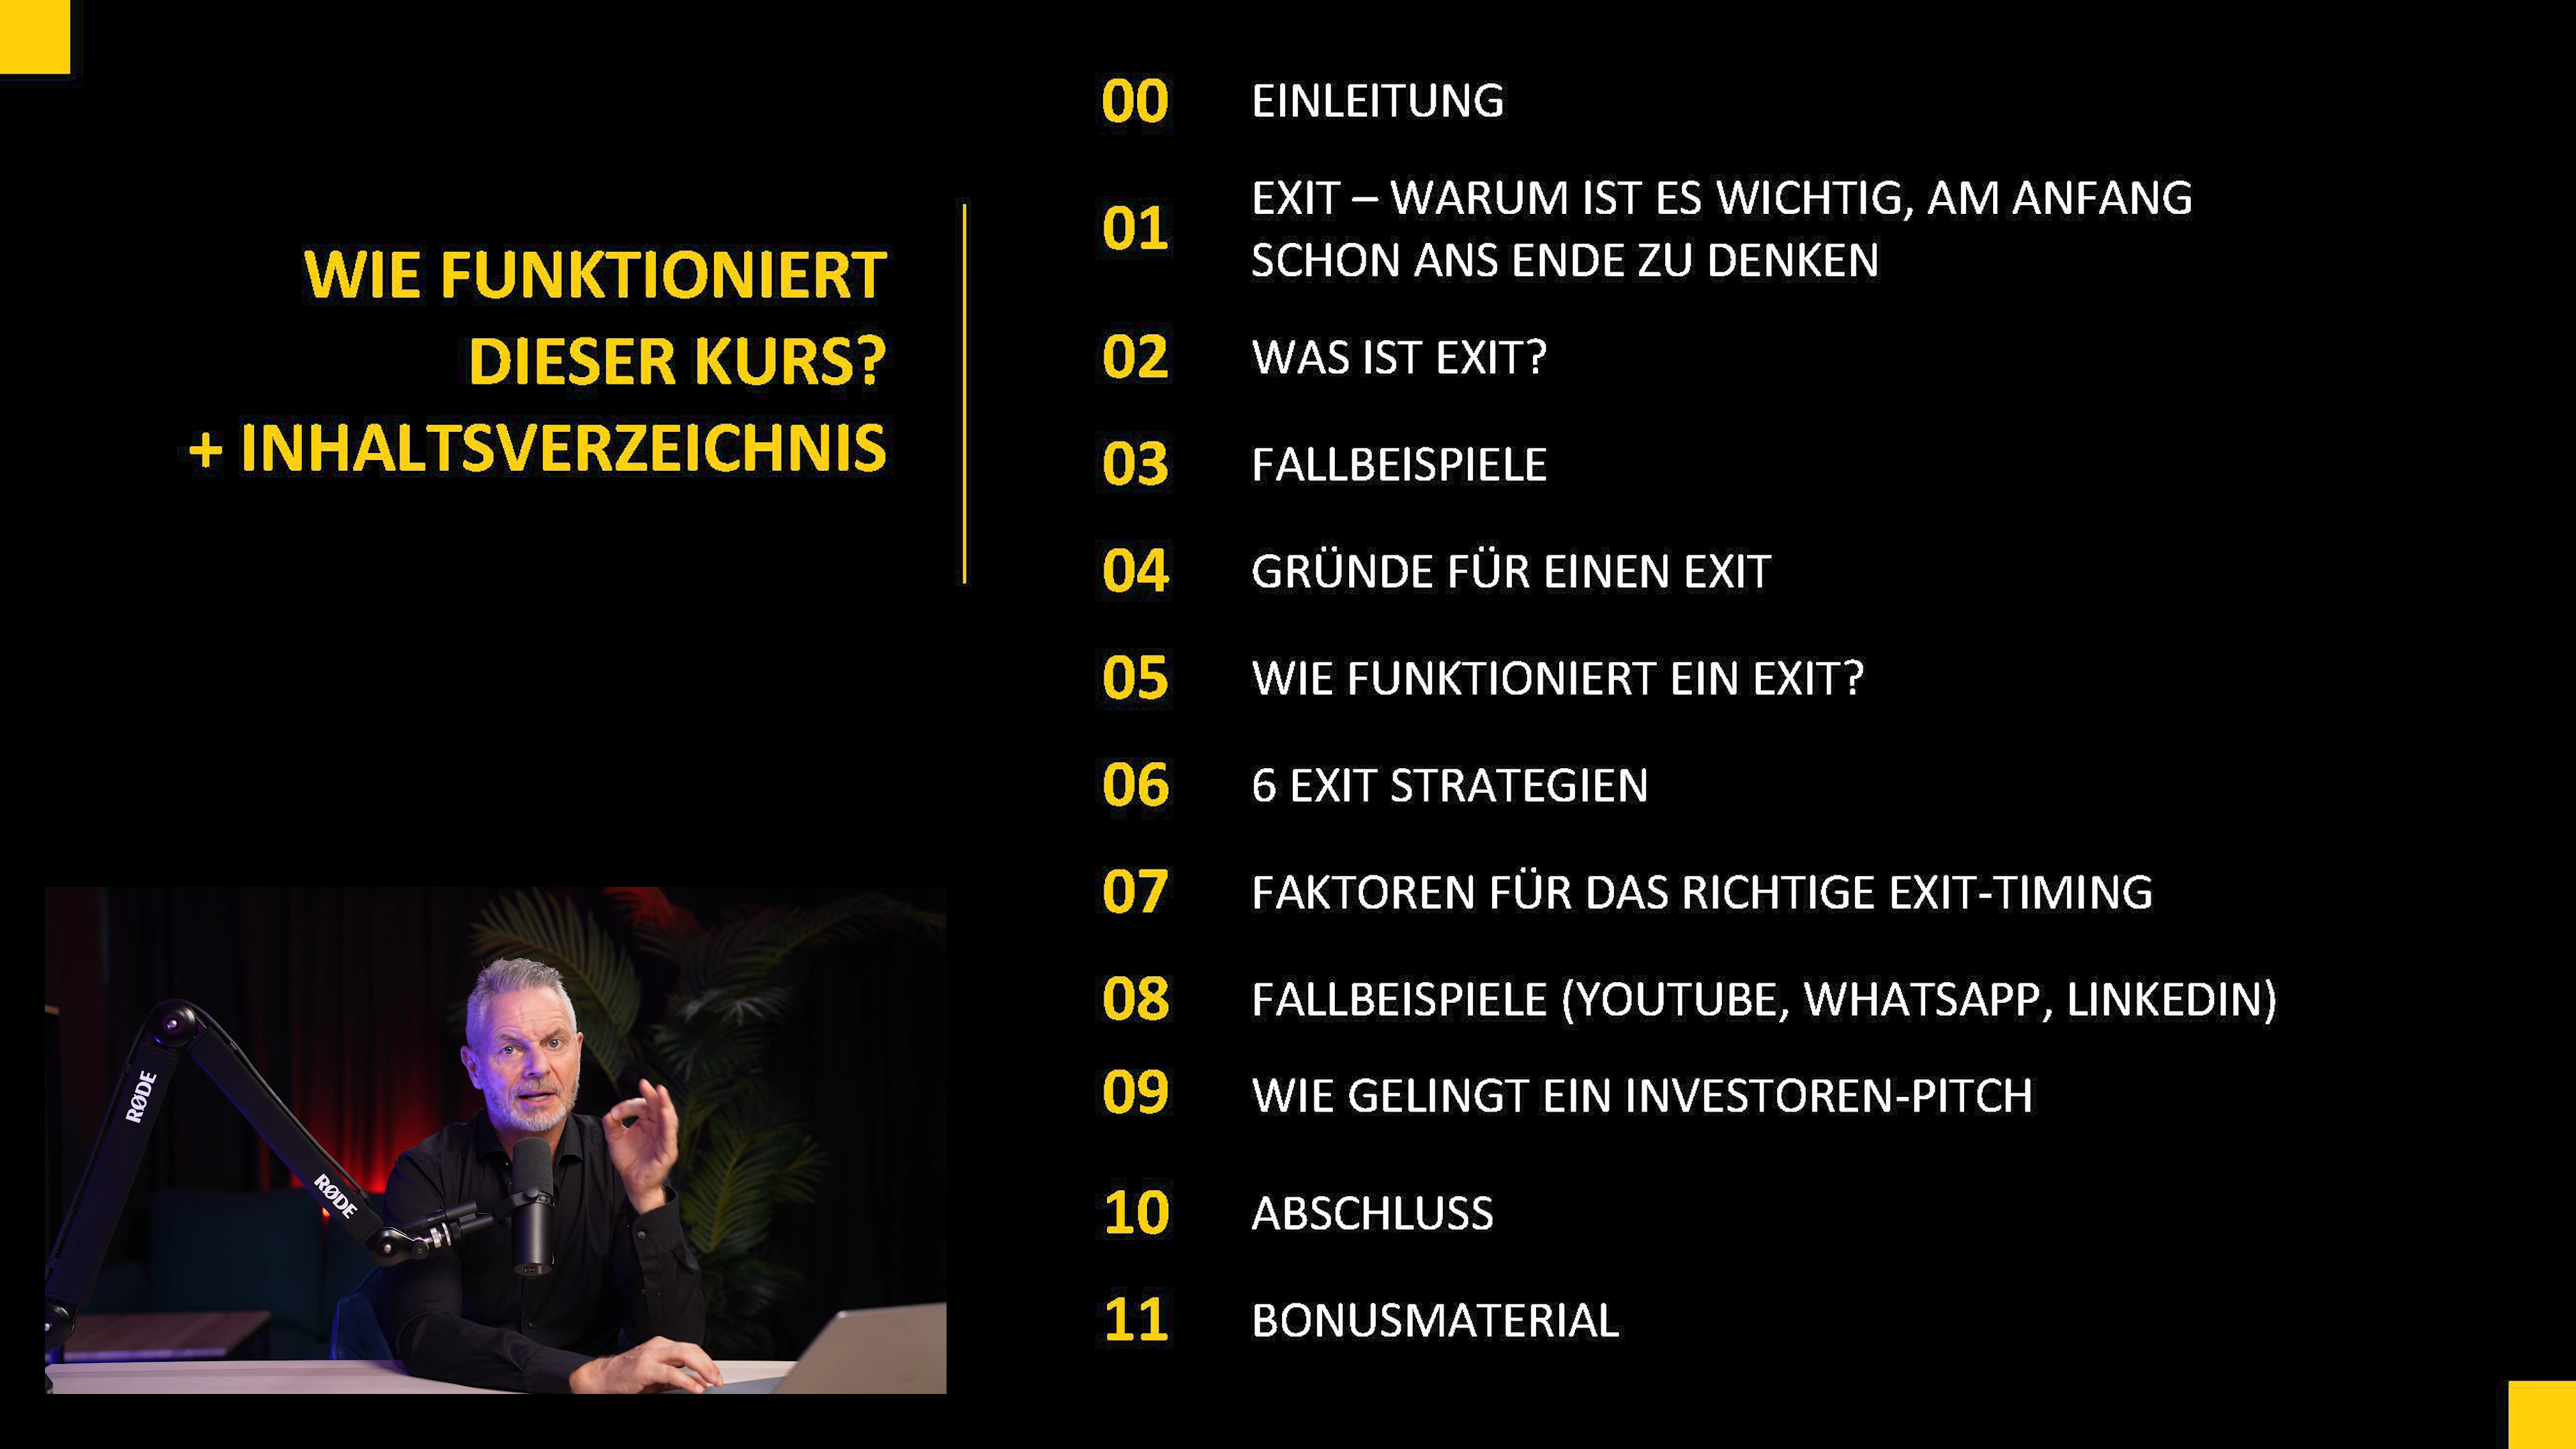 WIE FUNKTIONIERT
DIESER KURS?
+ INHALTSVERZEICHNIS
00 EINLEITUNG
01 EXIT – WARUM IST ES WICHTIG, AM ANFANG
SCHON ANS ENDE ZU DENKEN
02 WAS IST EXIT?
03 FALLBEISPIELE
04 GRÜNDE FÜR EINEN EXIT
05 WIE FUNKTIONIERT EIN EXIT?
06 6 EXIT STRATEGIEN
07 FAKTOREN FÜR DAS RICHTIGE EXIT-TIMING
08 FALLBEISPIELE (YOUTUBE, WHATSAPP, LINKEDIN)
09 WIE GELINGT EIN INVESTOREN-PITCH
10 ABSCHLUSS
11 BONUSMATERIAL
RØDE
RØDE